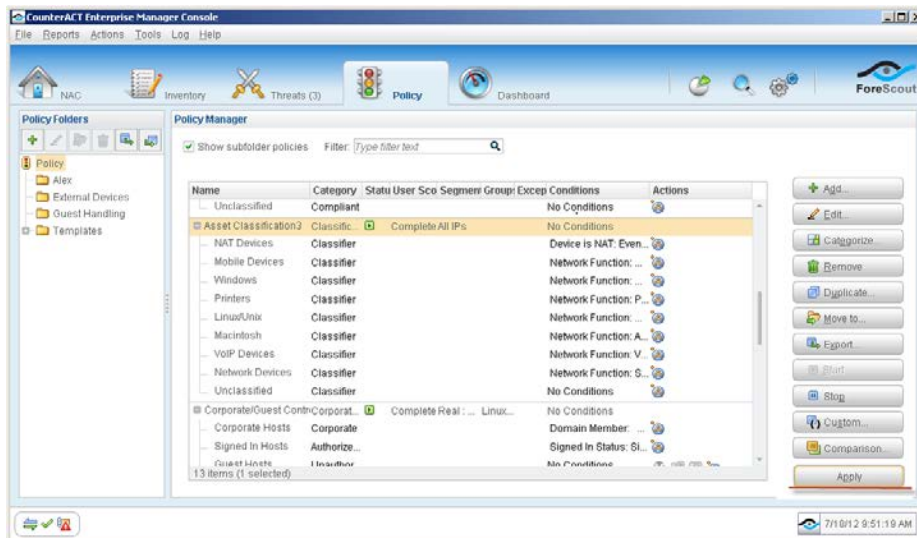 CounterACT Enterprise Manager Console
File Reports Actions Tools Log Help
NAC Inventory Threats (3) Policy Dashboard
ForeScout
Policy Folders
Policy
Alex
External Devices
Guest Handling
Templates
Policy Manager
Show subfolder policies Filter: Type filter text
Name Category Statu User Sco Segment Group: Excep Conditions Actions
Unclassified Compliant No Conditions
Asset Classification3 Classific... Complete All IPs No Conditions
NAT Devices Classifier Device is NAT: Even...
Mobile Devices Classifier Network Function: ...
Windows Classifier Network Function: ...
Printers Classifier Network Function: P...
Linux/Unix Classifier Network Function: ...
Macintosh Classifier Network Function: A...
VoIP Devices Classifier Network Function: V...
Network Devices Classifier Network Function: S...
Unclassified Classifier No Conditions
Corporate/Guest Contr Corporat... Complete Real : ... Linux... No Conditions
Corporate Hosts Corporate Domain Member: ...
Signed In Hosts Authorize... Signed In Status: Si...
Guest Hosts Unauthor... No Conditions
13 items (1 selected)
Add...
Edit...
Categorize...
Remove
Duplicate...
Move to...
Export...
Start
Stop
Custom...
Comparison...
Apply
7/10/12 9:51:19 AM